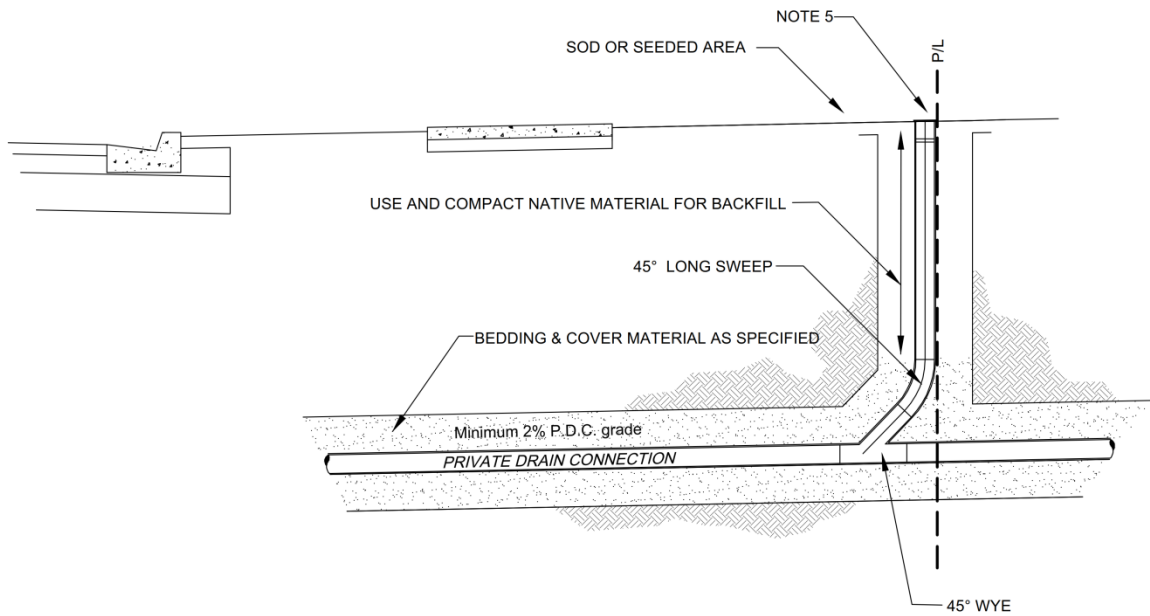 NOTE 5
SOD OR SEEDED AREA
P/L
USE AND COMPACT NATIVE MATERIAL FOR BACKFILL
45° LONG SWEEP
BEDDING & COVER MATERIAL AS SPECIFIED
Minimum 2% P.D.C. grade
PRIVATE DRAIN CONNECTION
45° WYE